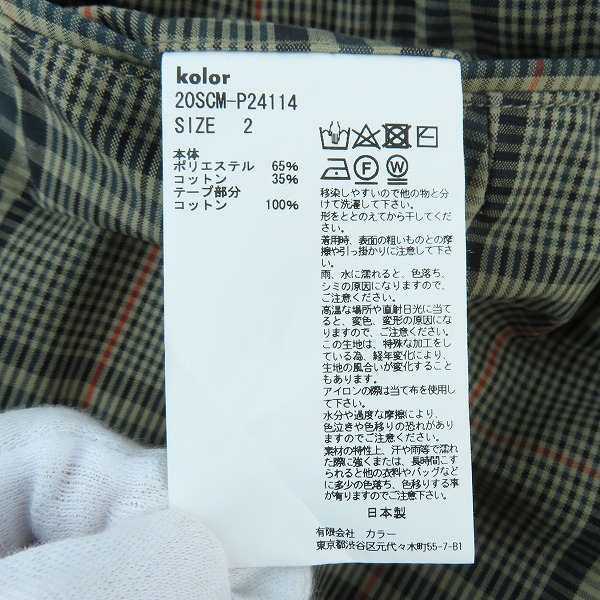 kolor
20SCM-P24114
SIZE 2
本体
ポリエステル 65%
コットン 35%
テープ部分
コットン 100%
移染しやすいので他の物と分
けて洗濯して下さい。
形をととのえてから干してくださ
い。
着用時、表面の粗いものとの摩
擦や引っ掛かりに注意して下さ
い。
雨、水に濡れると、色落ち、
シミの原因になりますので、
ご注意ください。
高温な場所や直射日光に当て
ると、変色、変形の原因にな
りますので、ご注意ください。
この生地は、特殊な加工をし
ている為、経年変化により、
生地の風合いが変化すること
もあります。
アイロンの際は当て布を使用し
て下さい。
水分や過度な摩擦により、
色泣きや色移りの恐れがあり
ますのでご注意ください。
素材の特性上、汗や雨等で濡れ
た際に強くまたは、長時間こす
られると他の衣料やバッグなど
に多少の色落ち、色移りする事
が有りますのでご注意下さい。
日本製
有限会社 カラー
東京都渋谷区元代々木町55-7-B1